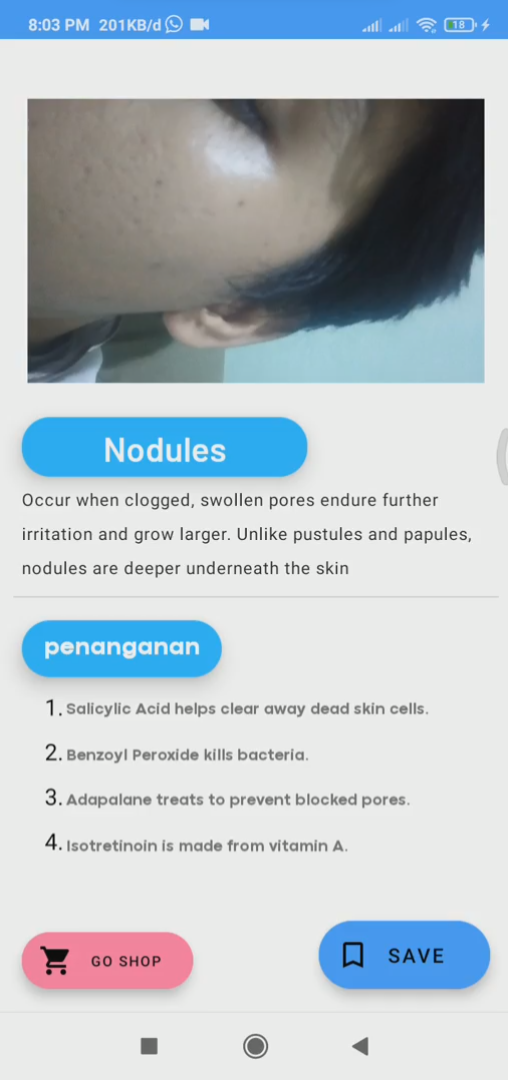 8:03 PM 201KB/d
18
Nodules
Occur when clogged, swollen pores endure further
irritation and grow larger. Unlike pustules and papules,
nodules are deeper underneath the skin
penanganan
1. Salicylic Acid helps clear away dead skin cells.
2. Benzoyl Peroxide kills bacteria.
3. Adapalane treats to prevent blocked pores.
4. Isotretinoin is made from vitamin A.
GO SHOP
SAVE